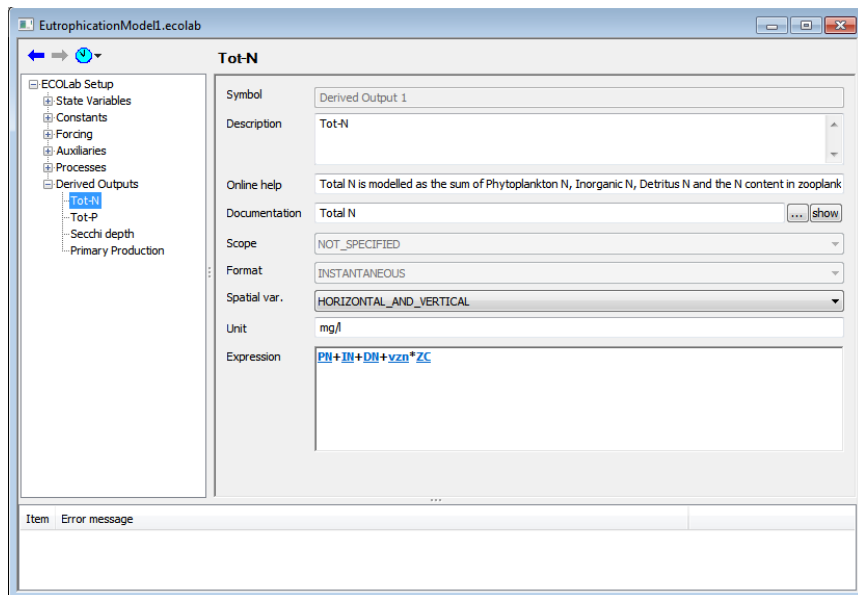 EutrophicationModel1.ecolab
Tot-N
ECOLab Setup
State Variables
Constants
Forcing
Auxiliaries
Processes
Derived Outputs
Tot-N
Tot-P
Secchi depth
Primary Production
Symbol Derived Output 1
Description Tot-N
Online help Total N is modelled as the sum of Phytoplankton N, Inorganic N, Detritus N and the N content in zooplank
Documentation Total N ... show
Scope NOT_SPECIFIED
Format INSTANTANEOUS
Spatial var. HORIZONTAL_AND_VERTICAL
Unit mg/l
Expression PN+IN+DN+vzn*ZC
Item Error message